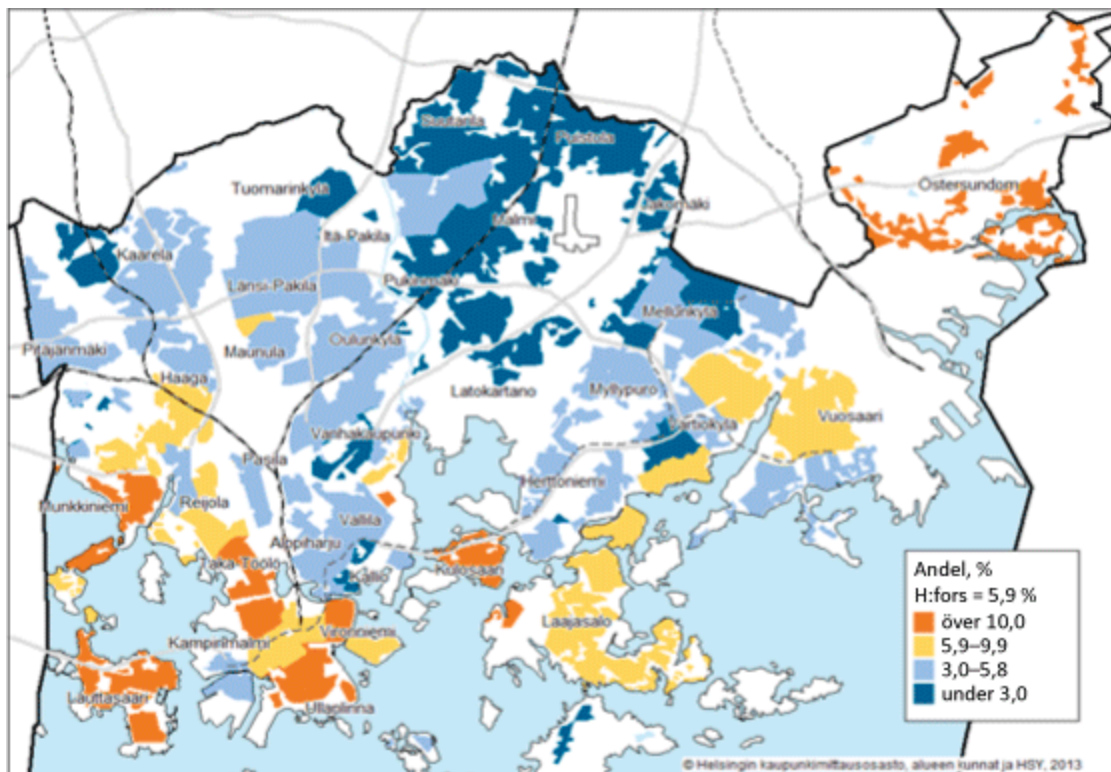 Suutarila
Puistola
Tuomarinkylä
Östersundom
Jakomäki
Malmi
Itä-Pakila
Kaarela
Länsi-Pakila
Pukinmäki
Mellunkylä
Oulunkylä
Maunula
Pitäjänmäki
Haaga
Latokartano
Myllypuro
Vuosaari
Vartiokylä
Vanhakaupunki
Pasila
Herttoniemi
Reijola
Munkkiniemi
Vallila
Alppiharju
Taka-Töölö
Kulosaari
Kallio
Laajasalo
Vironniemi
Kampinmalmi
Lauttasaari
Ullanlinna
Andel, %
H:fors = 5,9 %
över 10,0
5,9–9,9
3,0–5,8
under 3,0
© Helsingin kaupunkimittausosasto, alueen kunnat ja HSY, 2013